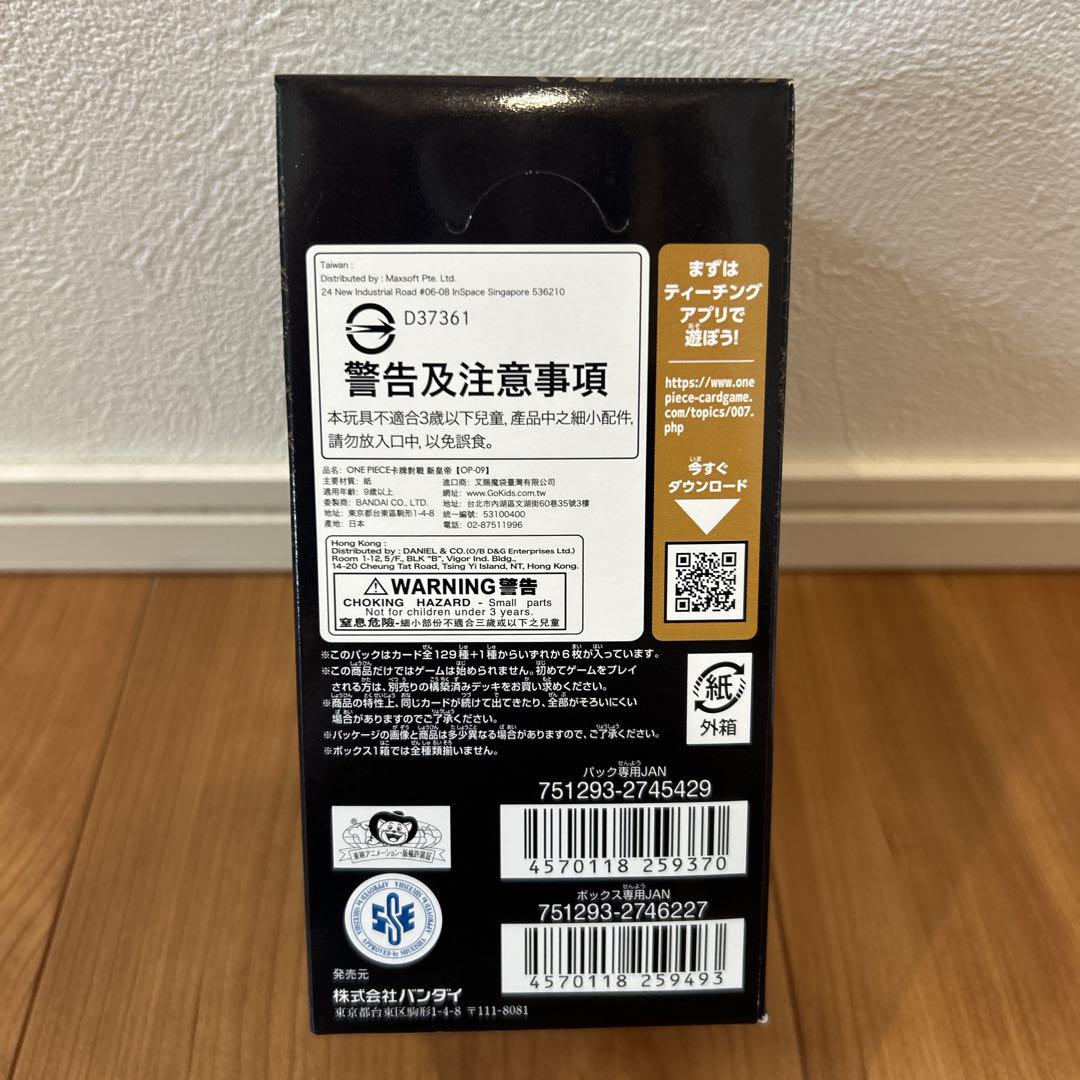 Taiwan :
Distributed by : Maxsoft Pte. Ltd.
24 New Industrial Road #06-08 InSpace Singapore 536210
D37361
警告及注意事項
本玩具不適合3歲以下兒童, 產品中之細小配件,
請勿放入口中, 以免誤食。
品名: ONE PIECE卡牌對戰 新皇帝【OP-09】
主要材質: 紙
適用年齡: 9歲以上
委製商: BANDAI CO., LTD.
地址: 東京都台東區駒形1-4-8
產地: 日本
進口商: 艾賜魔袋臺灣有限公司
網址: www.GoKids.com.tw
地址: 台北市內湖區文湖街60巷35號3樓
統一編號: 53100400
電話: 02-87511996
Hong Kong :
Distributed by : DANIEL & CO.(O/B D&G Enterprises Ltd.)
Room 1-12, 5/F., BLK "B", Vigor Ind. Bldg.,
14-20 Cheung Tat Road, Tsing Yi Island, NT, Hong Kong.
WARNING 警告
CHOKING HAZARD - Small parts
Not for children under 3 years.
窒息危險-細小部份不適合三歲或以下之兒童
まずは
ティーチング
アプリで
遊ぼう!
https://www.one
piece-cardgame.
com/topics/007.
php
今すぐ
ダウンロード
※このパックはカード全129種+1種からいずれか6枚が入っています。
※この商品だけではゲームは始められません。初めてゲームをプレイ
される方は、別売りの構築済みデッキをお買い求めください。
※商品の特性上、同じカードが続けて出てきたり、全部がそろいにくい
場合がありますのでご了承ください。
※パッケージの画像と商品は多少異なる場合がありますので、ご了承ください。
※ボックス1箱では全種類揃いません。
紙
外箱
パック専用JAN
751293-2745429
4570118 259370
ボックス専用JAN
751293-2746227
4570118 259493
東映アニメーション・版権許諾証
APPROVED by SHUEISHA
発売元
株式会社バンダイ
東京都台東区駒形1-4-8 〒111-8081